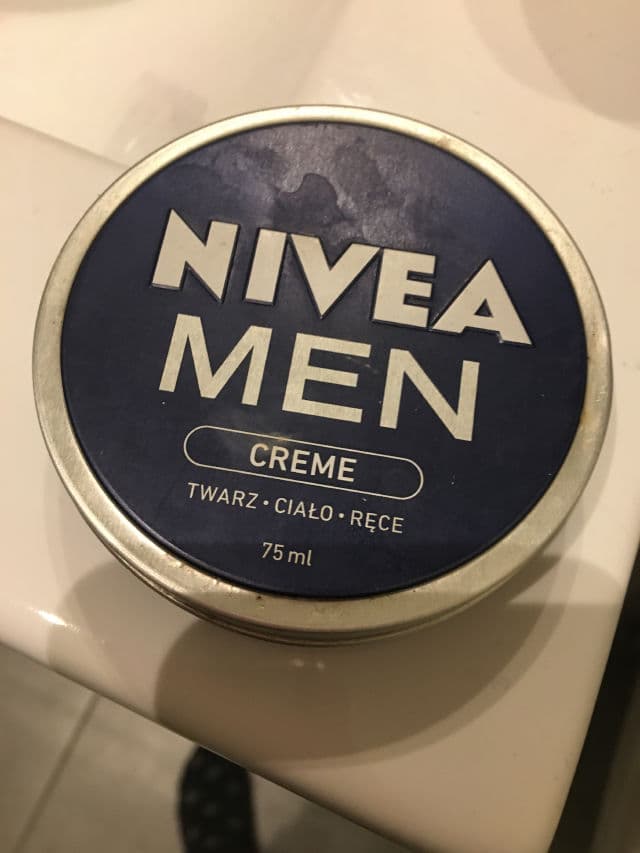 NIVEA
MEN
CREME
TWARZ • CIAŁO • RĘCE
75 ml